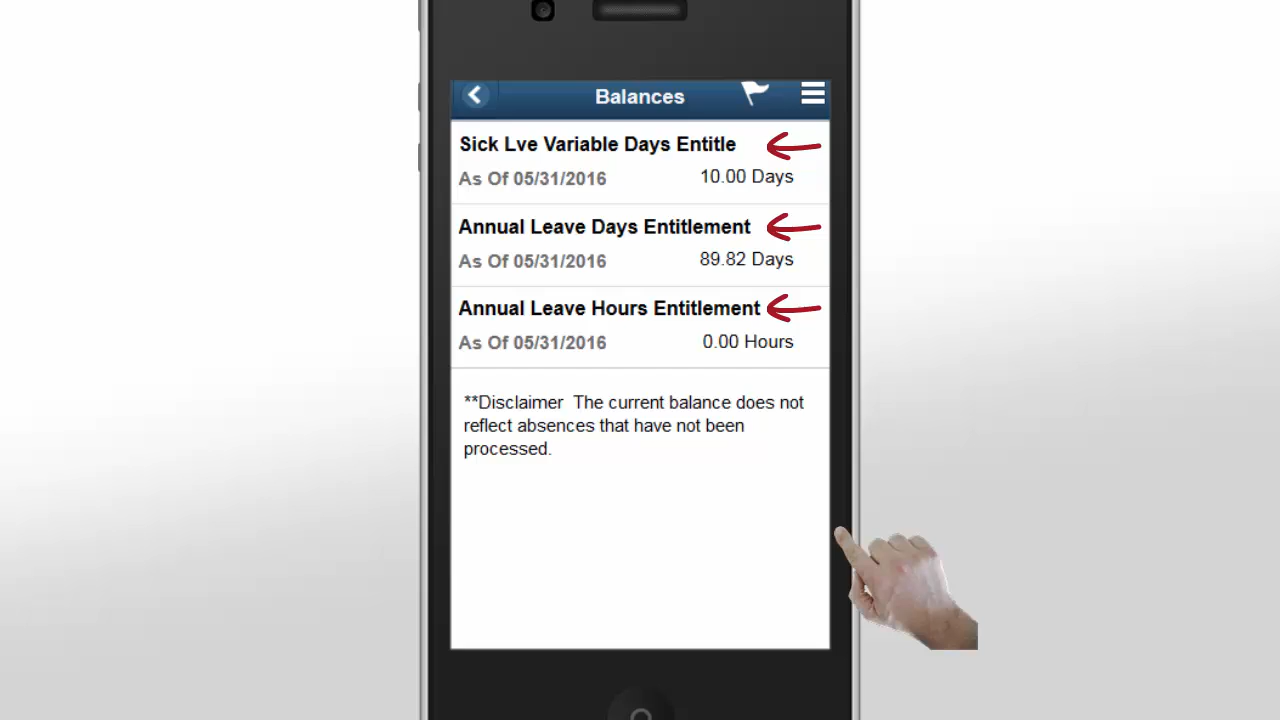 Balances
Sick Lve Variable Days Entitle
As Of 05/31/2016 10.00 Days
Annual Leave Days Entitlement
As Of 05/31/2016 89.82 Days
Annual Leave Hours Entitlement
As Of 05/31/2016 0.00 Hours
**Disclaimer  The current balance does not
reflect absences that have not been
processed.